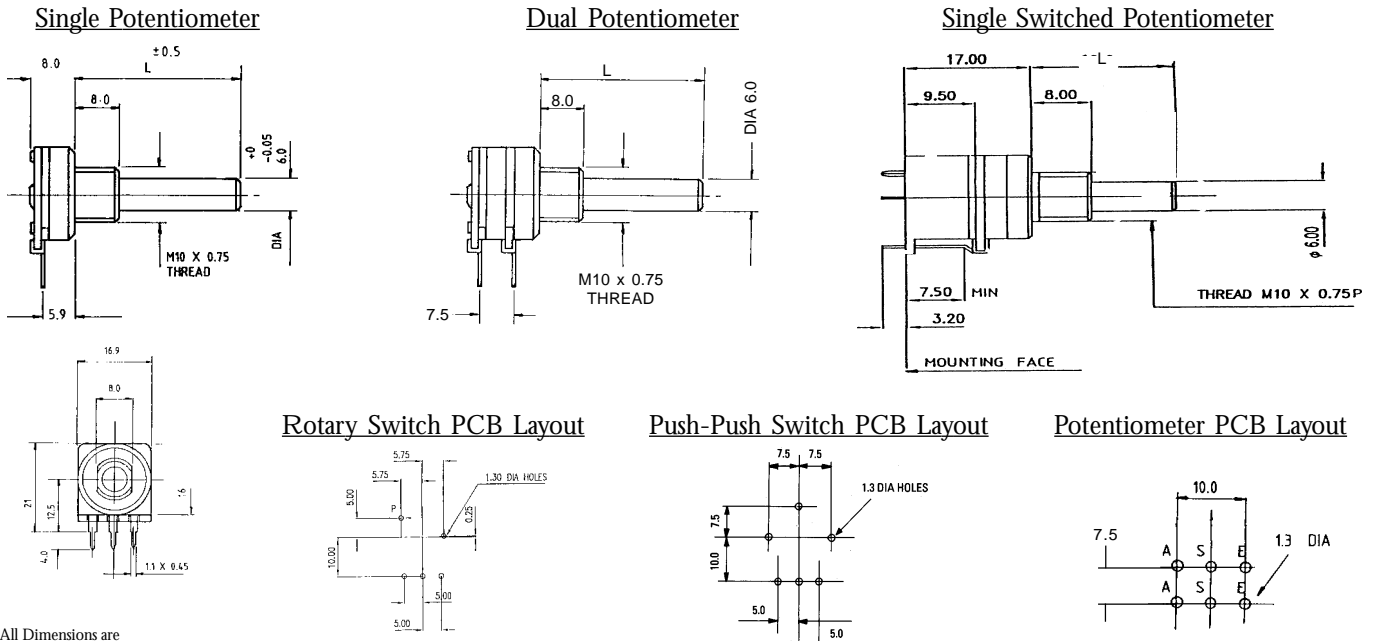 Single Potentiometer
Dual Potentiometer
Single Switched Potentiometer
±0.5
8.0
L
8.0
+0
-0.05
6.0
DIA
M10 X 0.75
THREAD
5.9
L
8.0
DIA 6.0
M10 x 0.75
THREAD
7.5
17.00
L
9.50
8.00
ϕ 6.00
7.50 MIN
THREAD M10 X 0.75P
3.20
MOUNTING FACE
16.9
8.0
21
12.5
16
4.0
1.1 X 0.45
Rotary Switch PCB Layout
5.75
5.75
1.30 DIA HOLES
5.00
P
0.25
10.00
5.00
5.00
Push-Push Switch PCB Layout
7.5 7.5
1.3 DIA HOLES
7.5
10.0
5.0
5.0
Potentiometer PCB Layout
10.0
7.5
1.3 DIA
A S E
A S E
All Dimensions are